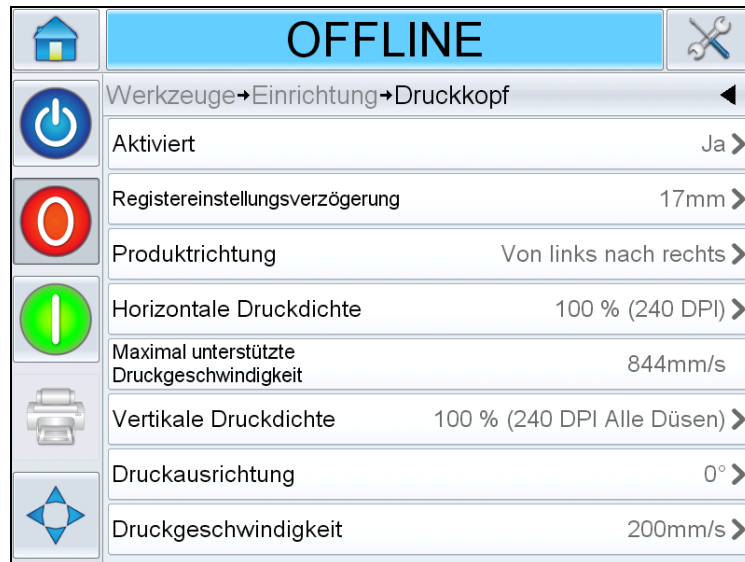 OFFLINE
Werkzeuge→Einrichtung→Druckkopf
Aktiviert Ja
Registereinstellungsverzögerung 17mm
Produktrichtung Von links nach rechts
Horizontale Druckdichte 100 % (240 DPI)
Maximal unterstützte
Druckgeschwindigkeit 844mm/s
Vertikale Druckdichte 100 % (240 DPI Alle Düsen)
Druckausrichtung 0°
Druckgeschwindigkeit 200mm/s